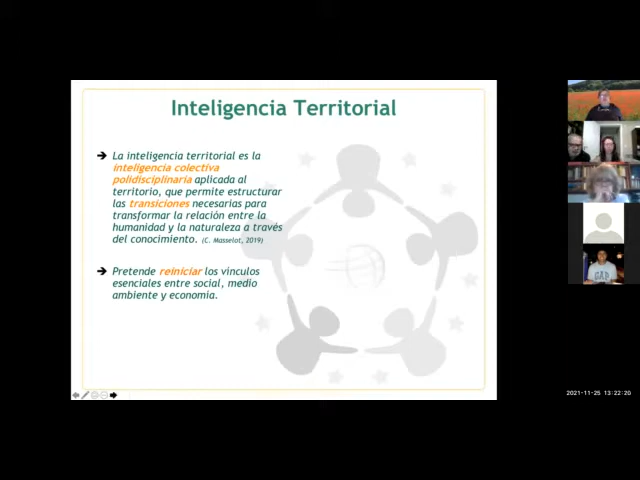 Inteligencia Territorial
➔ La inteligencia territorial es la
inteligencia colectiva
polidisciplinaria aplicada al
territorio, que permite estructurar
las transiciones necesarias para
transformar la relación entre la
humanidad y la naturaleza a través
del conocimiento. (C. Masselot, 2019)
➔ Pretende reiniciar los vínculos
esenciales entre social, medio
ambiente y economía.
GAP
2021-11-25 13:22:20